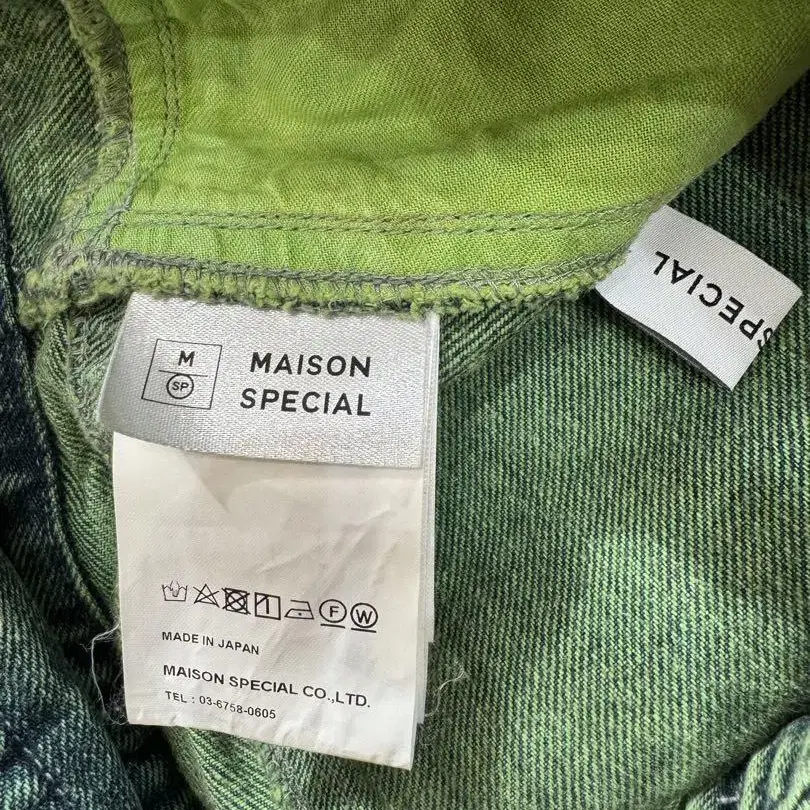 M
SP
MAISON
SPECIAL
SPECIAL
F W
MADE IN JAPAN
MAISON SPECIAL CO.,LTD.
TEL : 03-6758-0605